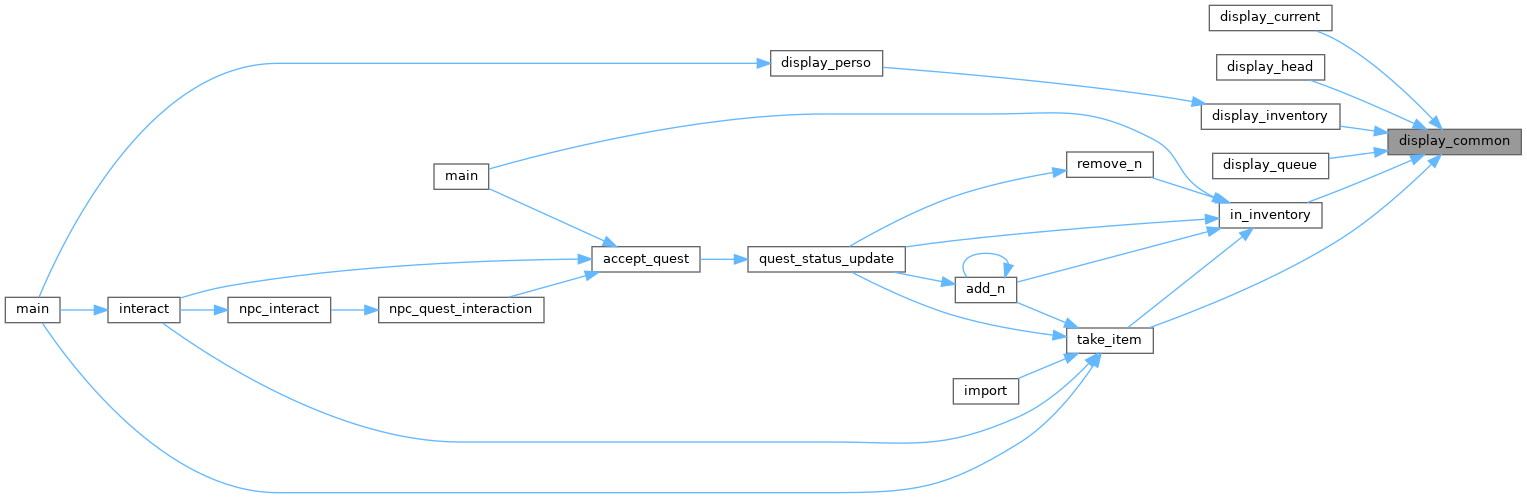 display_current
display_head
display_perso
display_inventory
display_common
display_queue
remove_n
main
in_inventory
accept_quest
quest_status_update
add_n
main
interact
npc_interact
npc_quest_interaction
take_item
import